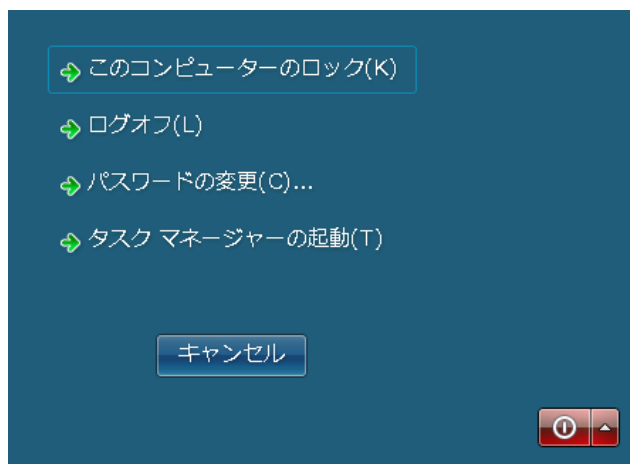 このコンピューターのロック(K)
ログオフ(L)
パスワードの変更(C)...
タスク マネージャーの起動(T)
キャンセル